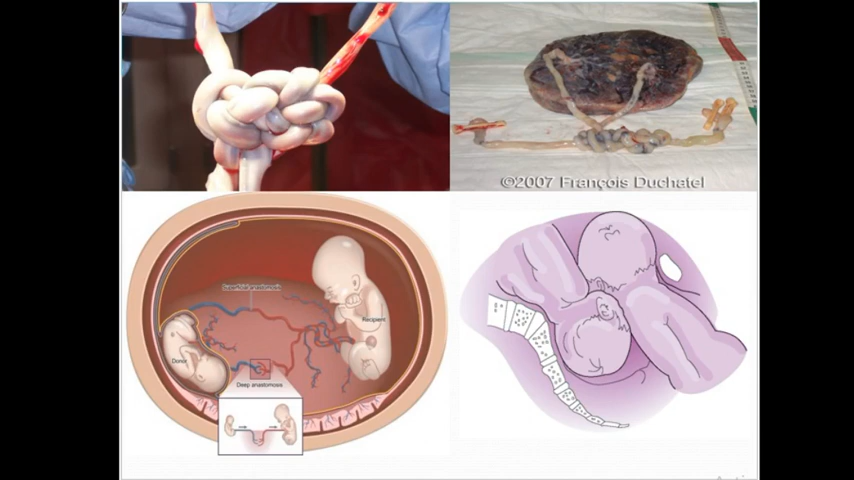 ©2007 François Duchatel
Superficial anastomosis
Recipient
Donor
Deep anastomosis